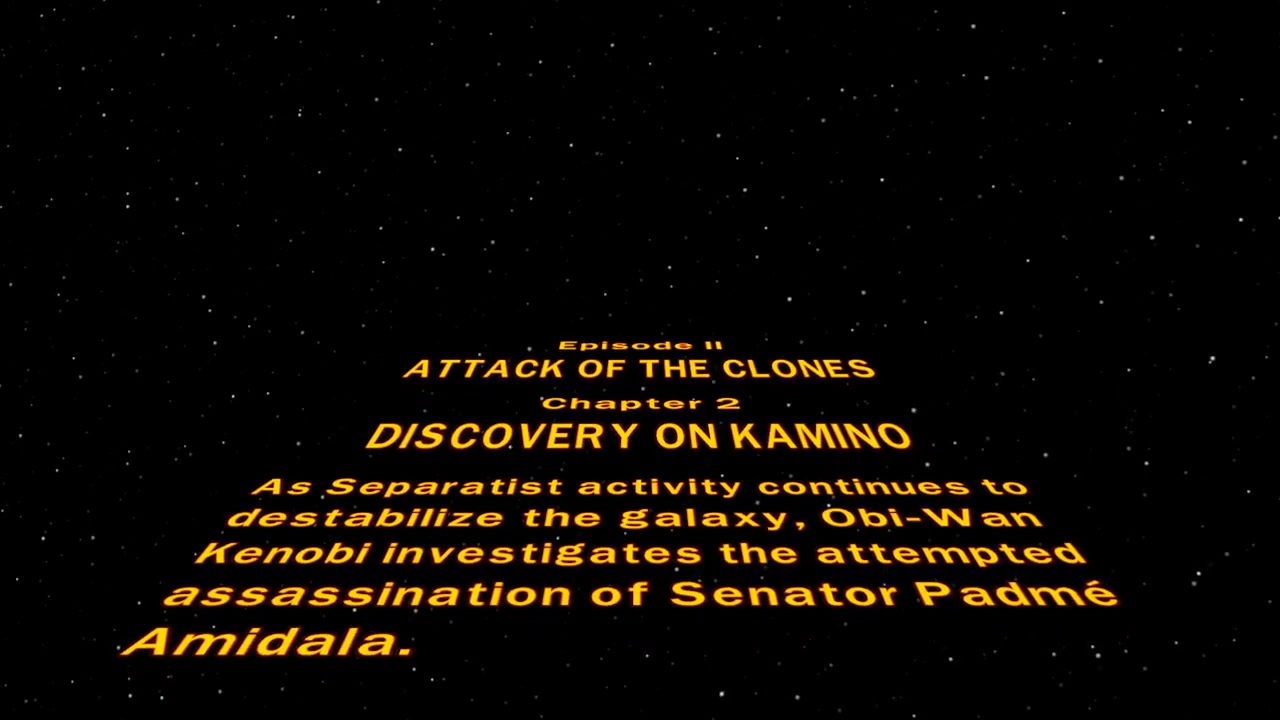 Episode II
ATTACK OF THE CLONES
Chapter 2
DISCOVERY ON KAMINO
As Separatist activity continues to
destabilize the galaxy, Obi-Wan
Kenobi investigates the attempted
assassination of Senator Padmé
Amidala.